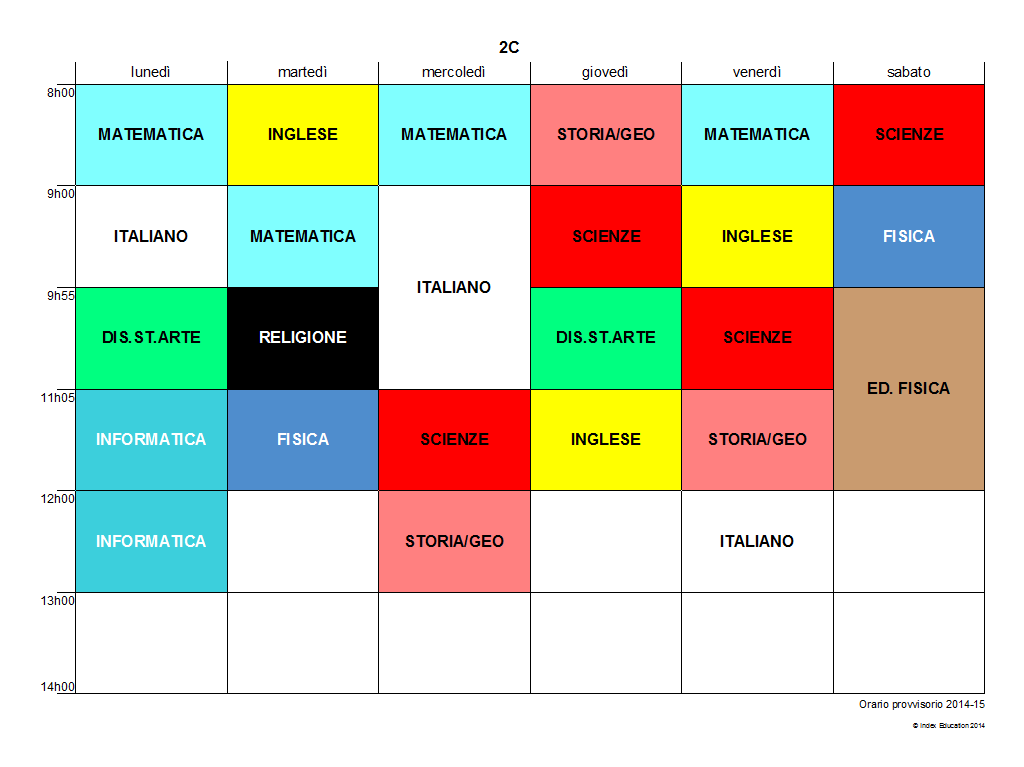 2C
lunedì martedì mercoledì giovedì venerdì sabato
8h00
MATEMATICA INGLESE MATEMATICA STORIA/GEO MATEMATICA SCIENZE
9h00
ITALIANO MATEMATICA SCIENZE INGLESE FISICA
ITALIANO
9h55
DIS.ST.ARTE RELIGIONE DIS.ST.ARTE SCIENZE
ED. FISICA
11h05
INFORMATICA FISICA SCIENZE INGLESE STORIA/GEO
12h00
INFORMATICA STORIA/GEO ITALIANO
13h00
14h00
Orario provvisorio 2014-15
© Index Education 2014